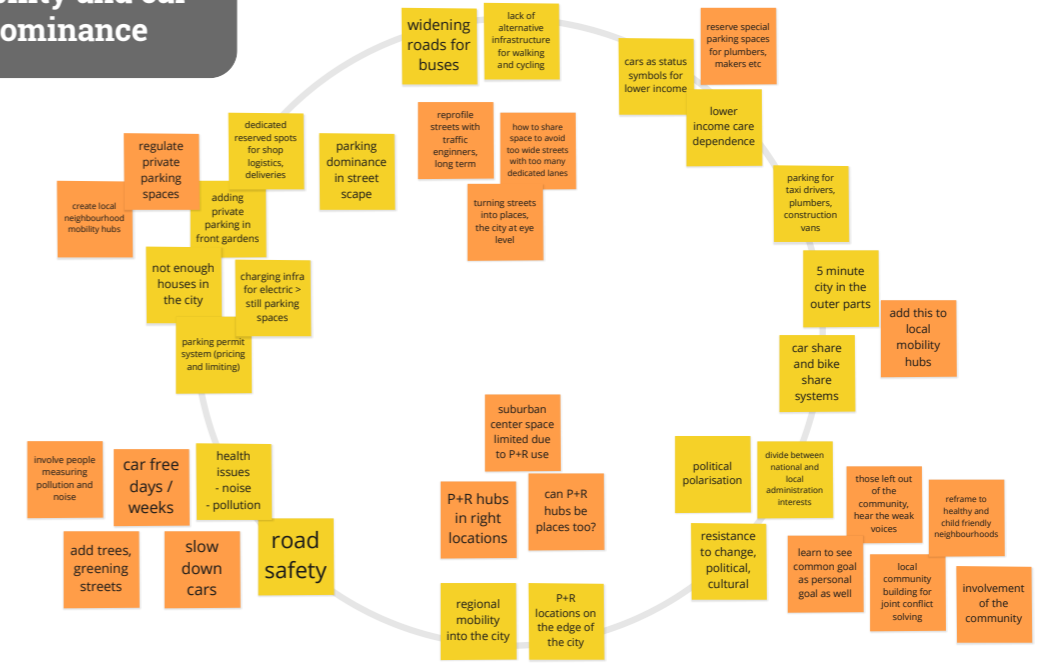 and car
ominance
widening
roads for
buses
lack of
alternative
infrastructure
for walking
and cycling
cars as status
symbols for
lower income
reserve special
parking spaces
for plumbers,
makers etc
lower
income care
dependence
reprofile
streets with
traffic
enginners,
long term
how to share
space to avoid
too wide streets
with too many
dedicated lanes
turning streets
into places,
the city at eye
level
dedicated
reserved spots
for shop
logistics,
deliveries
parking
dominance
in street
scape
regulate
private
parking
spaces
create local
neighbourhood
mobility hubs
adding
private
parking in
front gardens
not enough
houses in
the city
charging infra
for electric >
still parking
spaces
parking permit
system (pricing
and limiting)
parking for
taxi drivers,
plumbers,
construction
vans
5 minute
city in the
outer parts
add this to
local
mobility
hubs
car share
and bike
share
systems
suburban
center space
limited due
to P+R use
P+R hubs
in right
locations
can P+R
hubs be
places too?
involve people
measuring
pollution and
noise
car free
days /
weeks
health
issues
- noise
- pollution
add trees,
greening
streets
slow
down
cars
road
safety
regional
mobility
into the city
P+R
locations on
the edge of
the city
political
polarisation
divide between
national and
local
administration
interests
resistance
to change,
political,
cultural
those left out
of the
community,
hear the weak
voices
reframe to
healthy and
child friendly
neighbourhoods
learn to see
common goal
as personal
goal as well
local
community
building for
joint conflict
solving
involvement
of the
community